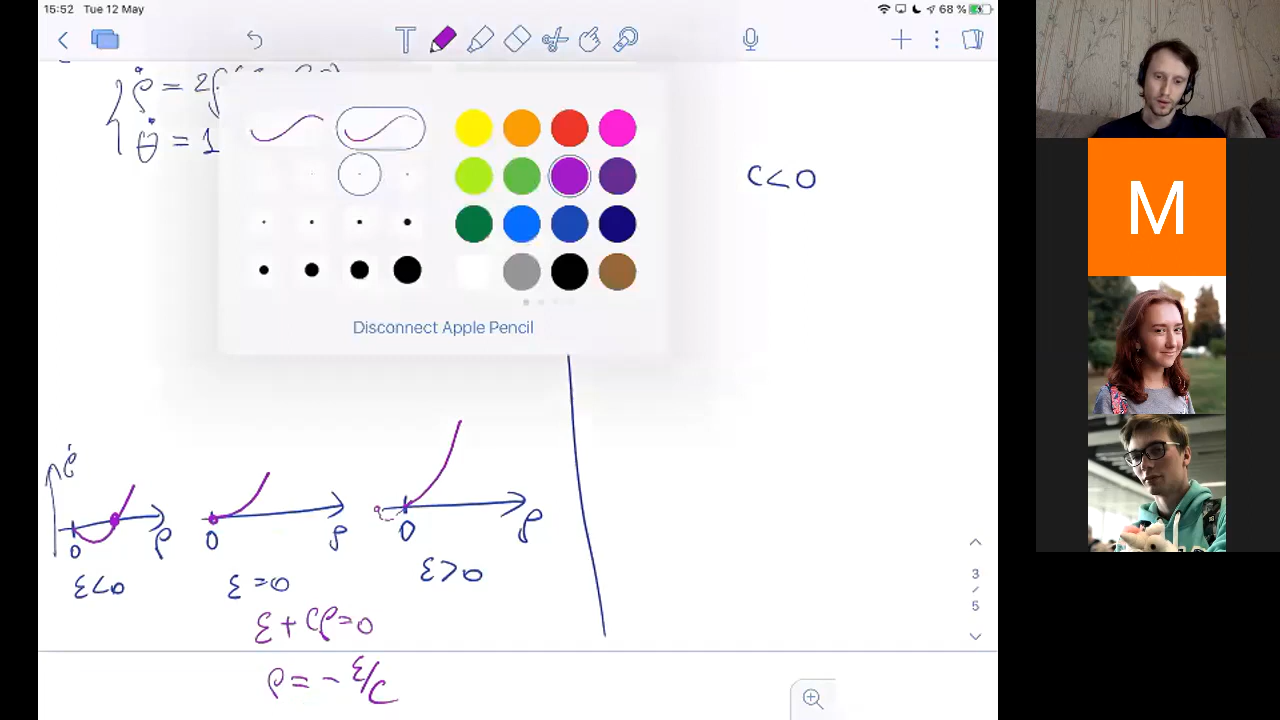 15:52 Tue 12 May
68 %
T
ρ̇ = 2ρ
θ̇ = 1
C<0
Disconnect Apple Pencil
ρ̇
0 ρ
0 ρ
0 ρ
ε<0
ε=0
ε>0
ε+Cρ=0
ρ = - ε/C
3
/
5
M